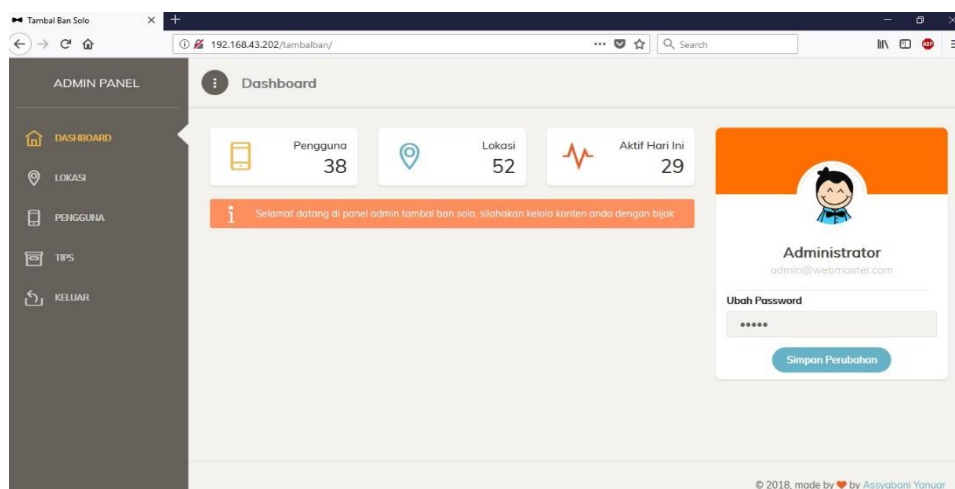 Tambal Ban Solo
192.168.43.202/tambalban/
Search
ABP
ADMIN PANEL
Dashboard
DASHBOARD
LOKASI
PENGGUNA
TIPS
KELUAR
Pengguna
38
Lokasi
52
Aktif Hari Ini
29
Selamat datang di panel admin tambal ban solo, silahakan kelola konten anda dengan bijak
Administrator
admin@webmaster.com
Ubah Password
Simpan Perubahan
© 2018, made by ❤ by Assyabani Yanuar